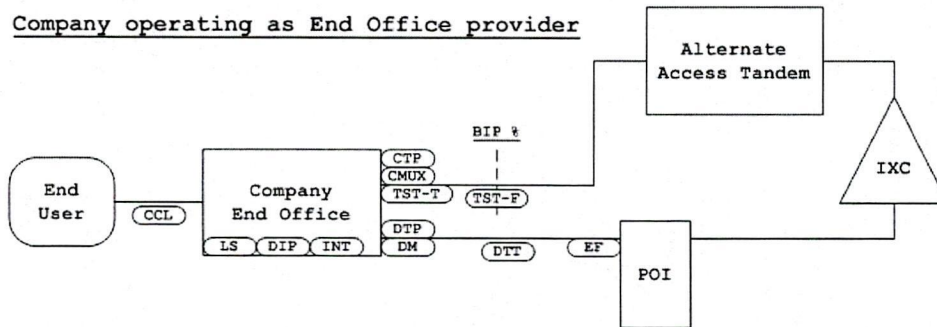 Company operating as End Office provider
Alternate
Access Tandem
BIP %
CTP
CMUX
TST-T
TST-F
IXC
End
User
CCL
Company
End Office
LS
DIP
INT
DTP
DM
DTT
EF
POI